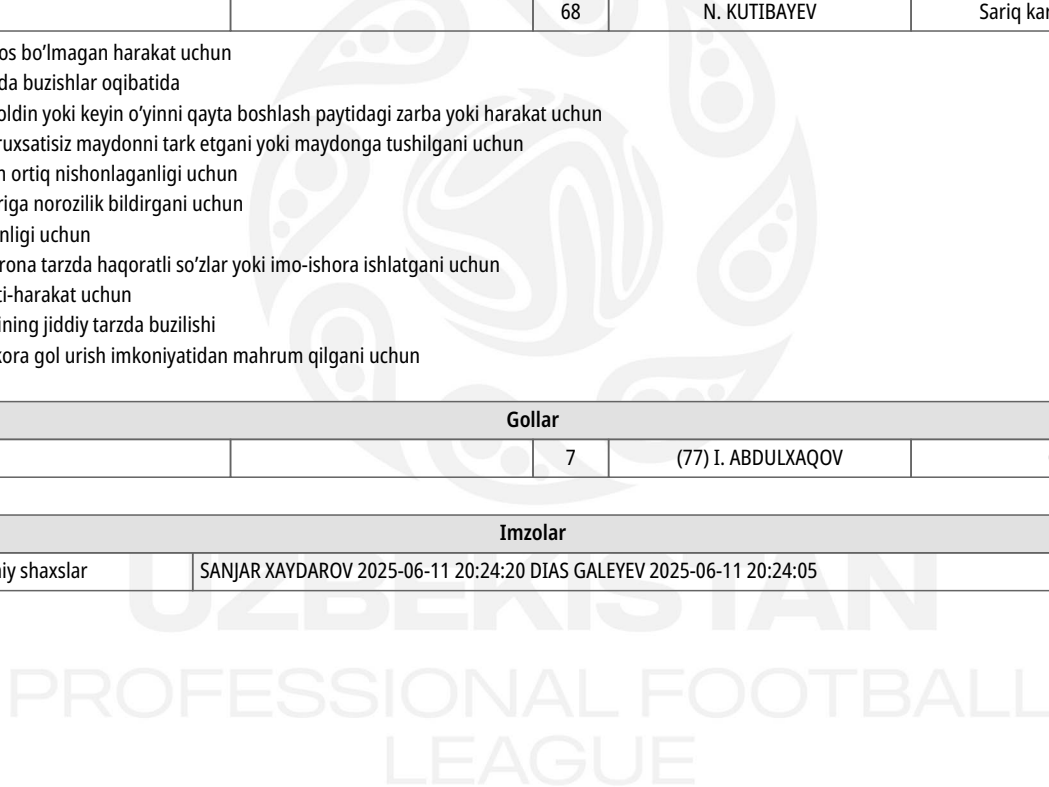 68 N. KUTIBAYEV Sariq kar
os bo’lmagan harakat uchun
da buzishlar oqibatida
oldin yoki keyin o’yinni qayta boshlash paytidagi zarba yoki harakat uchun
ruxsatisiz maydonni tark etgani yoki maydonga tushilgani uchun
n ortiq nishonlaganligi uchun
riga norozilik bildirgani uchun
nligi uchun
rona tarzda haqoratli so’zlar yoki imo-ishora ishlatgani uchun
ti-harakat uchun
ining jiddiy tarzda buzilishi
kora gol urish imkoniyatidan mahrum qilgani uchun
Gollar
7 (77) I. ABDULXAQOV
Imzolar
iy shaxslar SANJAR XAYDAROV 2025-06-11 20:24:20 DIAS GALEYEV 2025-06-11 20:24:05
UZBEKISTAN
PROFESSIONAL FOOTBALL
LEAGUE